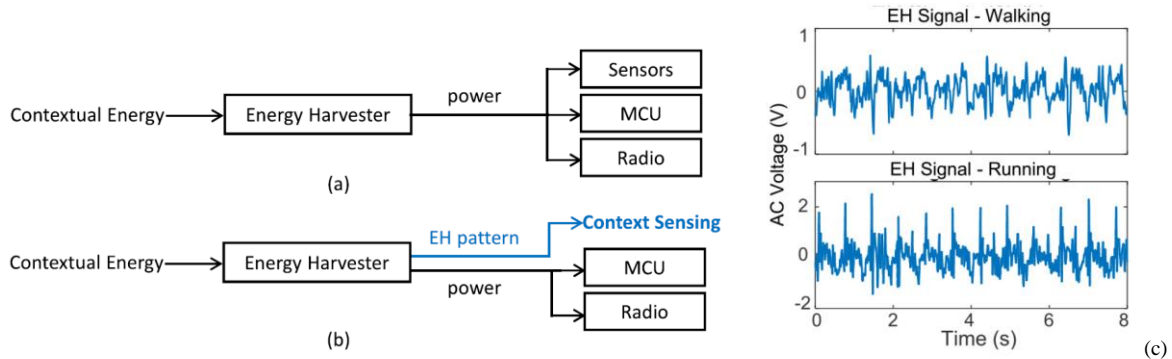 Contextual Energy
Energy Harvester
power
Sensors
MCU
Radio
(a)
Contextual Energy
Energy Harvester
EH pattern
power
Context Sensing
MCU
Radio
(b)
EH Signal - Walking
1
0
-1
EH Signal - Running
2
0
-2
AC Voltage (V)
0 2 4 6 8
Time (s)
(c)